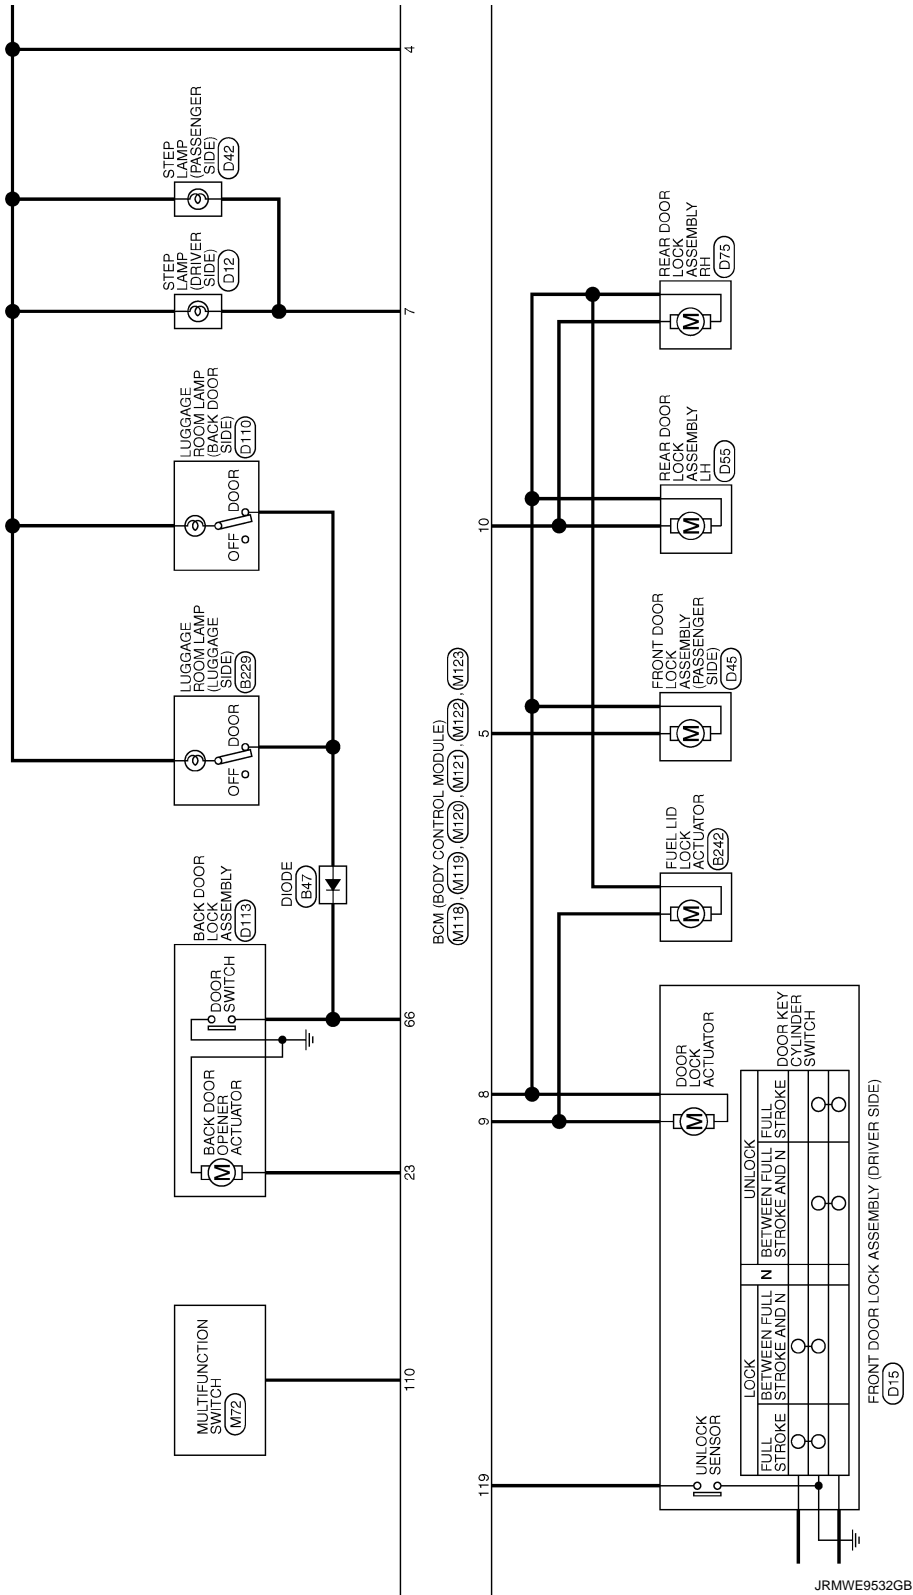 4
STEP
LAMP
(PASSENGER
SIDE)
D42
STEP
LAMP
(DRIVER
SIDE)
D12
7
LUGGAGE
ROOM LAMP
(BACK DOOR
SIDE)
D110
DOOR
OFF
LUGGAGE
ROOM LAMP
(LUGGAGE
SIDE)
B229
DOOR
OFF
DIODE
B47
BACK DOOR
LOCK
ASSEMBLY
D113
DOOR
SWITCH
BACK DOOR
OPENER
ACTUATOR
M
66
23
MULTIFUNCTION
SWITCH
M72
110
BCM (BODY CONTROL MODULE)
M118 , M119 , M120 , M121 , M122 , M123
REAR DOOR
LOCK
ASSEMBLY
RH
D75
M
REAR DOOR
LOCK
ASSEMBLY
LH
D55
M
10
FRONT DOOR
LOCK
ASSEMBLY
(PASSENGER
SIDE)
D45
M
5
FUEL LID
LOCK
ACTUATOR
B242
M
8
9
DOOR
LOCK
ACTUATOR
M
DOOR KEY
CYLINDER
SWITCH
LOCK
N
UNLOCK
FULL
STROKE
BETWEEN FULL
STROKE AND N
BETWEEN FULL
STROKE AND N
FULL
STROKE
UNLOCK
SENSOR
119
FRONT DOOR LOCK ASSEMBLY (DRIVER SIDE)
D15
JRMWE9532GB